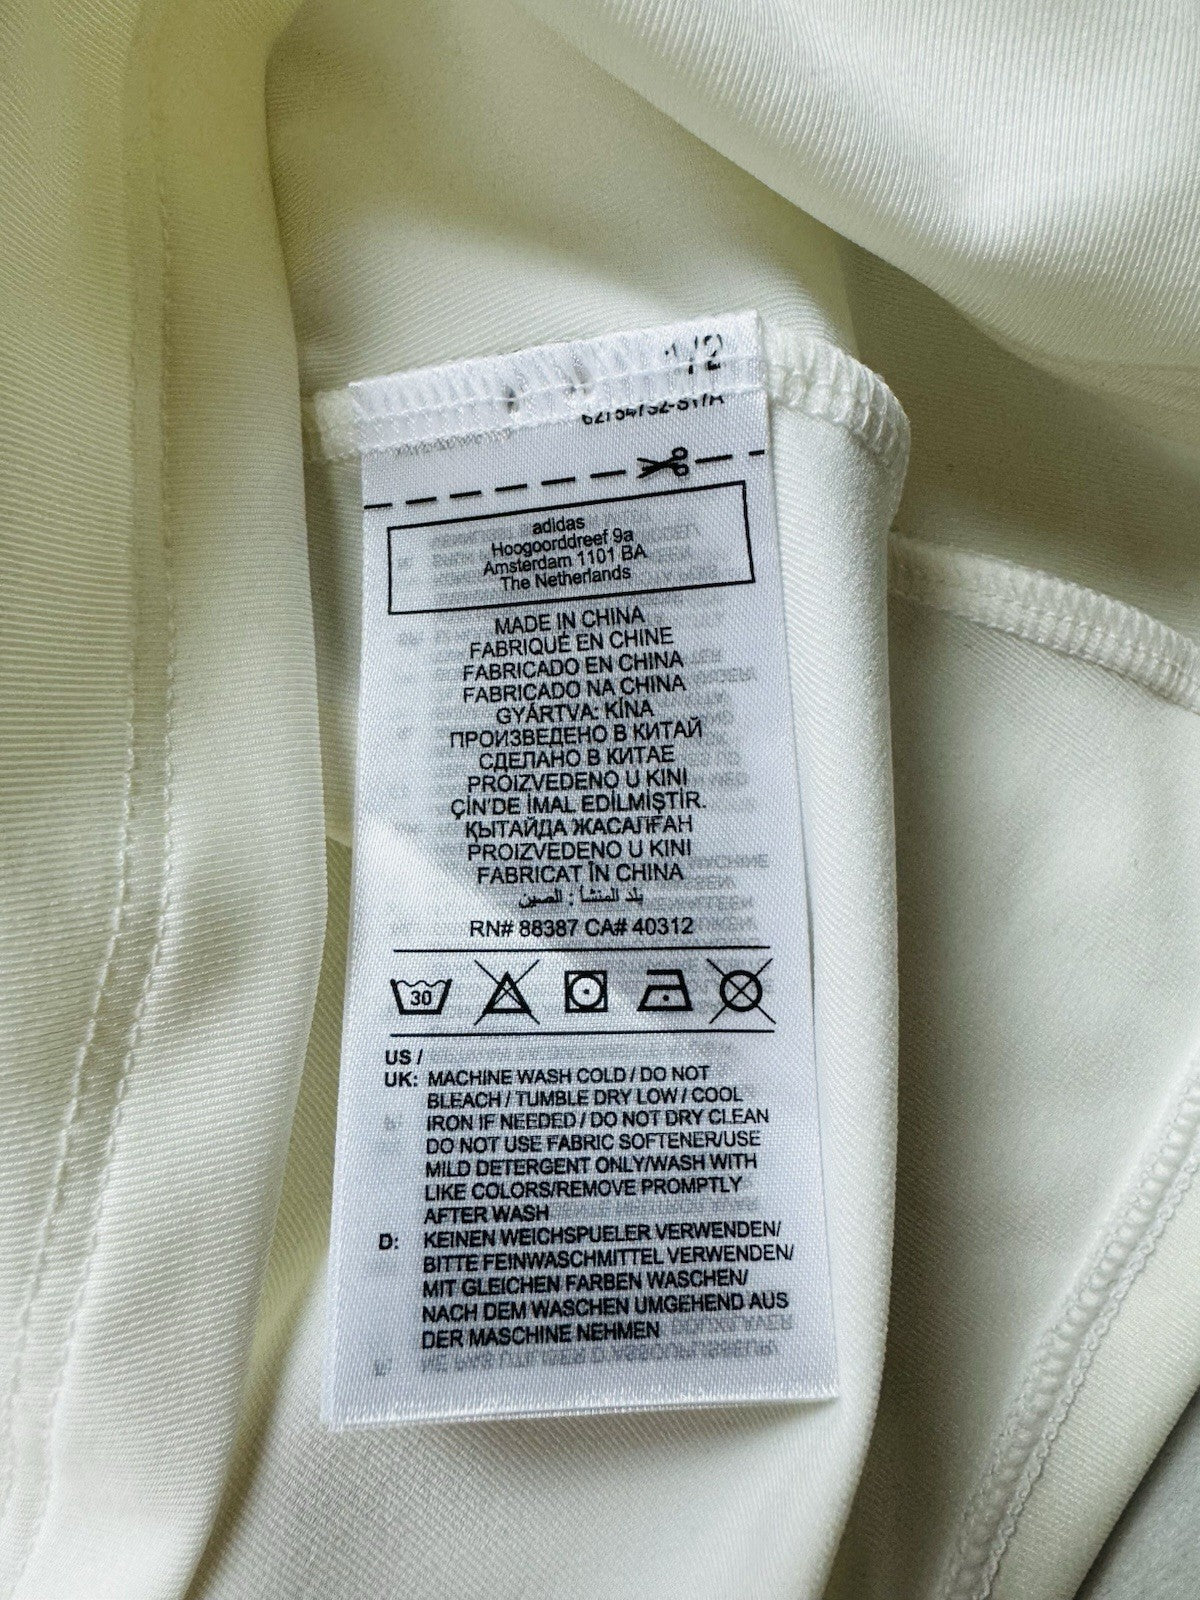 1/2
adidas
Hoogoorddreef 9a
Amsterdam 1101 BA
The Netherlands
MADE IN CHINA
FABRIQUÉ EN CHINE
FABRICADO EN CHINA
FABRICADO NA CHINA
GYÁRTVA: KÍNA
ПРОИЗВЕДЕНО В КИТАЙ
СДЕЛАНО В КИТАЕ
PROIZVEDENO U KINI
ÇİN'DE İMAL EDİLMİŞTİR.
ҚЫТАЙДА ЖАСАЛҒАН
PROIZVEDENO U KINI
FABRICAT ÎN CHINA
بلد المنشأ : الصين
RN# 88387 CA# 40312
30
US /
UK: MACHINE WASH COLD / DO NOT
BLEACH / TUMBLE DRY LOW / COOL
IRON IF NEEDED / DO NOT DRY CLEAN
DO NOT USE FABRIC SOFTENER/USE
MILD DETERGENT ONLY/WASH WITH
LIKE COLORS/REMOVE PROMPTLY
AFTER WASH
D: KEINEN WEICHSPUELER VERWENDEN/
BITTE FEINWASCHMITTEL VERWENDEN/
MIT GLEICHEN FARBEN WASCHEN/
NACH DEM WASCHEN UMGEHEND AUS
DER MASCHINE NEHMEN